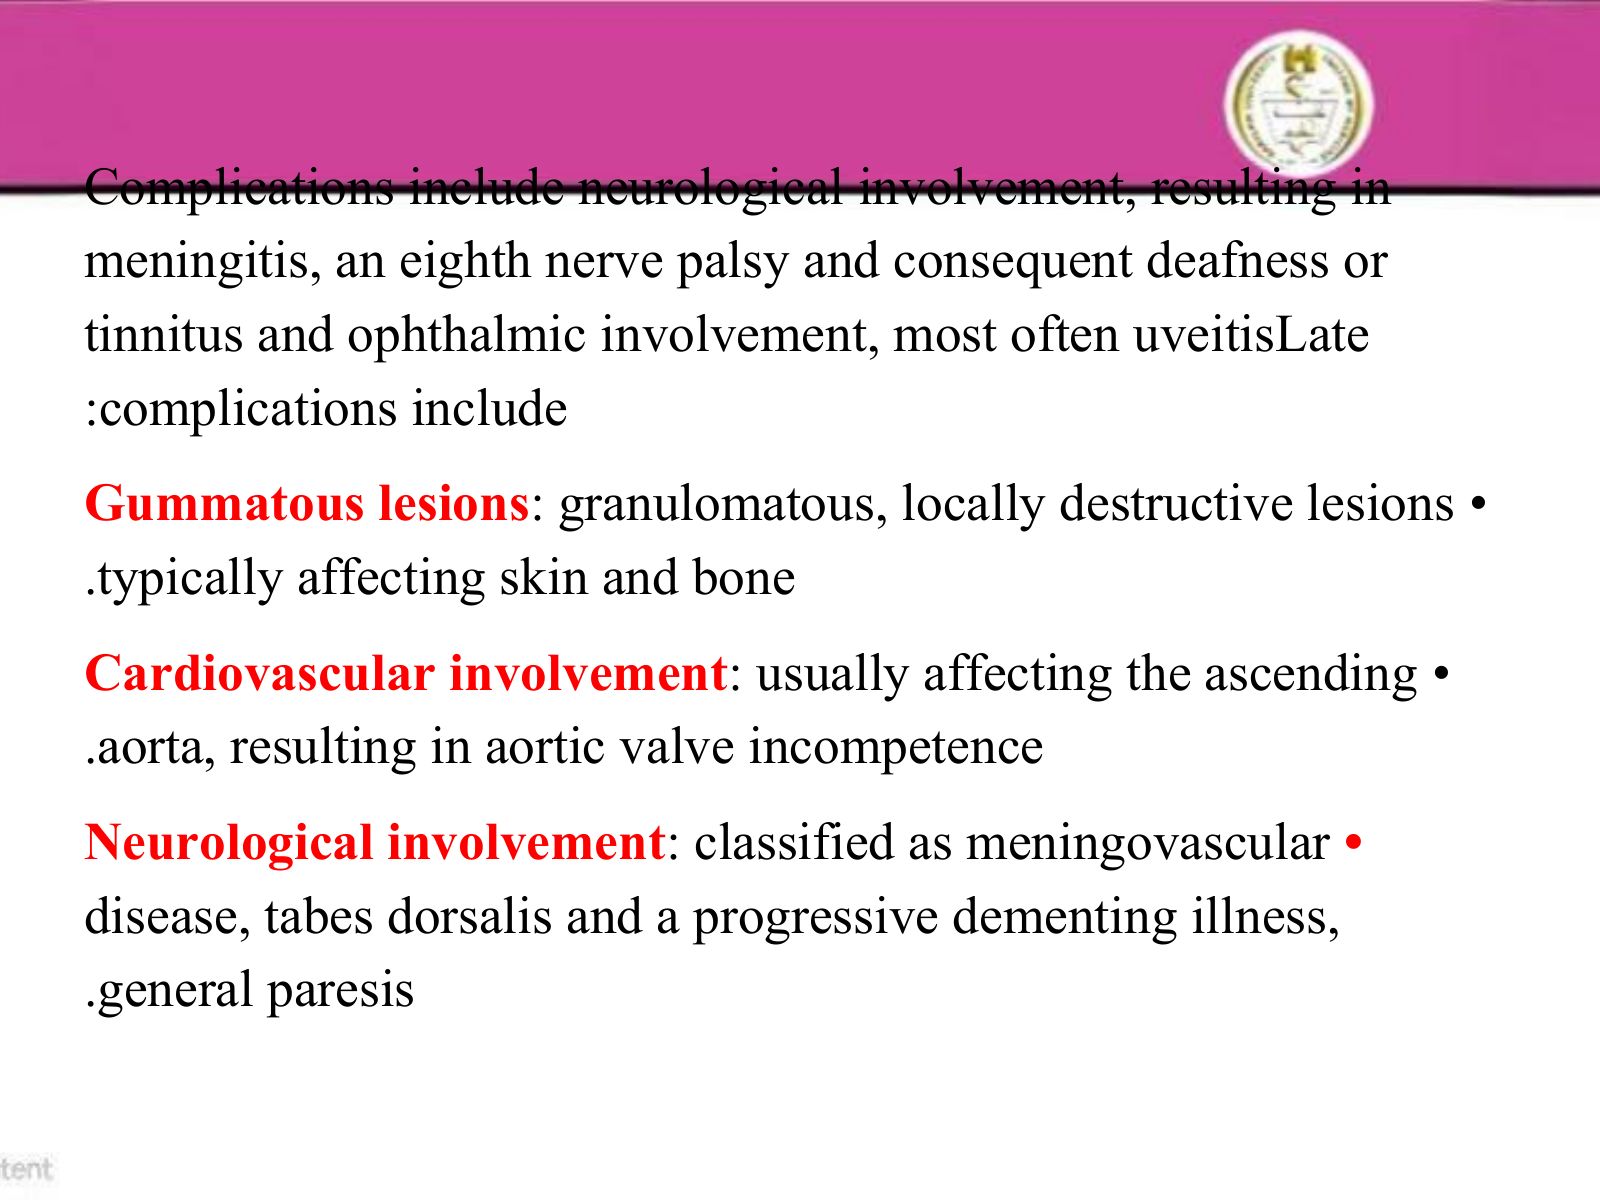 Complications include neurological involvement, resulting in
meningitis, an eighth nerve palsy and consequent deafness or
tinnitus and ophthalmic involvement, most often uveitisLate
:complications include
Gummatous lesions: granulomatous, locally destructive lesions •
.typically affecting skin and bone
Cardiovascular involvement: usually affecting the ascending •
.aorta, resulting in aortic valve incompetence
Neurological involvement: classified as meningovascular •
disease, tabes dorsalis and a progressive dementing illness,
.general paresis
tent